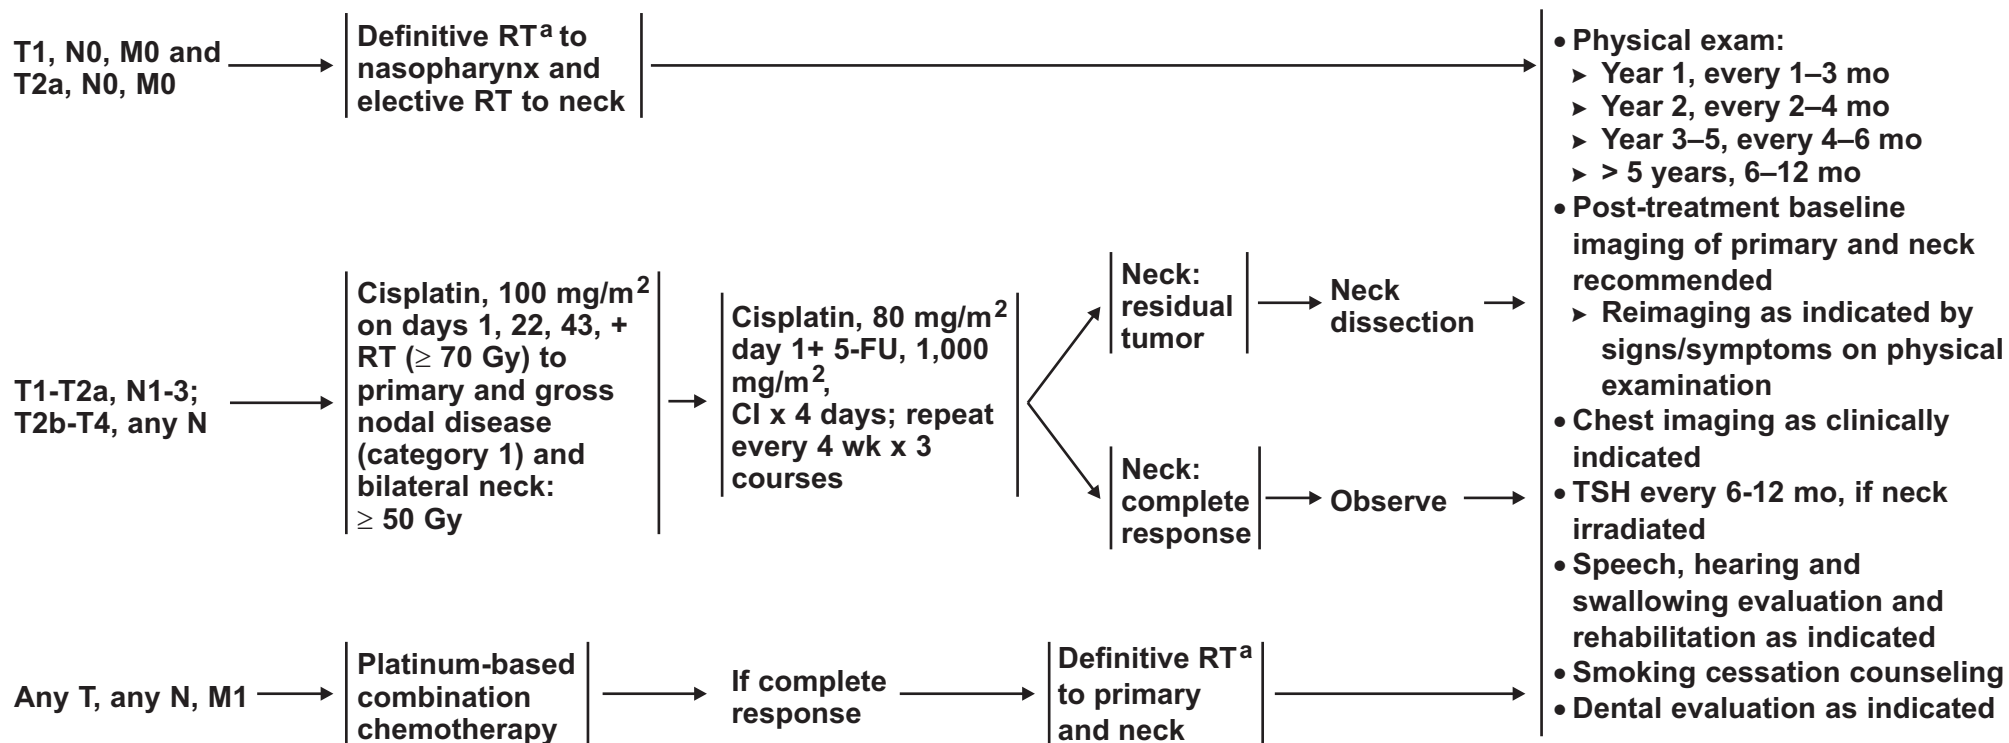 T1, N0, M0 and
T2a, N0, M0
Definitive RTᵃ to
nasopharynx and
elective RT to neck
T1-T2a, N1-3;
T2b-T4, any N
Cisplatin, 100 mg/m²
on days 1, 22, 43, +
RT (≥ 70 Gy) to
primary and gross
nodal disease
(category 1) and
bilateral neck:
≥ 50 Gy
Cisplatin, 80 mg/m²
day 1+ 5-FU, 1,000
mg/m²,
CI x 4 days; repeat
every 4 wk x 3
courses
Neck:
residual
tumor
Neck
dissection
Neck:
complete
response
Observe
Any T, any N, M1
Platinum-based
combination
chemotherapy
If complete
response
Definitive RTᵃ
to primary
and neck
• Physical exam:
➤ Year 1, every 1–3 mo
➤ Year 2, every 2–4 mo
➤ Year 3–5, every 4–6 mo
➤ > 5 years, 6–12 mo
• Post-treatment baseline
imaging of primary and neck
recommended
➤ Reimaging as indicated by
signs/symptoms on physical
examination
• Chest imaging as clinically
indicated
• TSH every 6-12 mo, if neck
irradiated
• Speech, hearing and
swallowing evaluation and
rehabilitation as indicated
• Smoking cessation counseling
• Dental evaluation as indicated